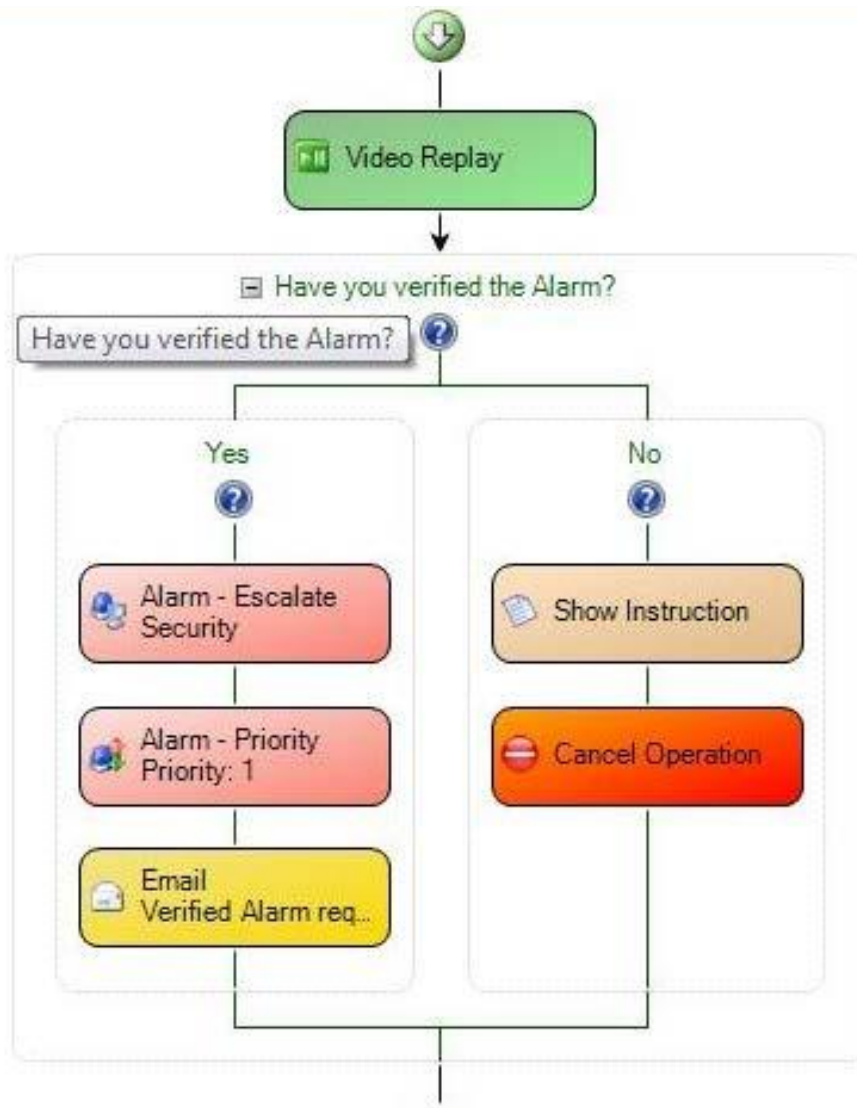 Video Replay
Have you verified the Alarm?
Have you verified the Alarm?
Yes
No
Alarm - Escalate
Security
Show Instruction
Alarm - Priority
Priority: 1
Cancel Operation
Email
Verified Alarm req...